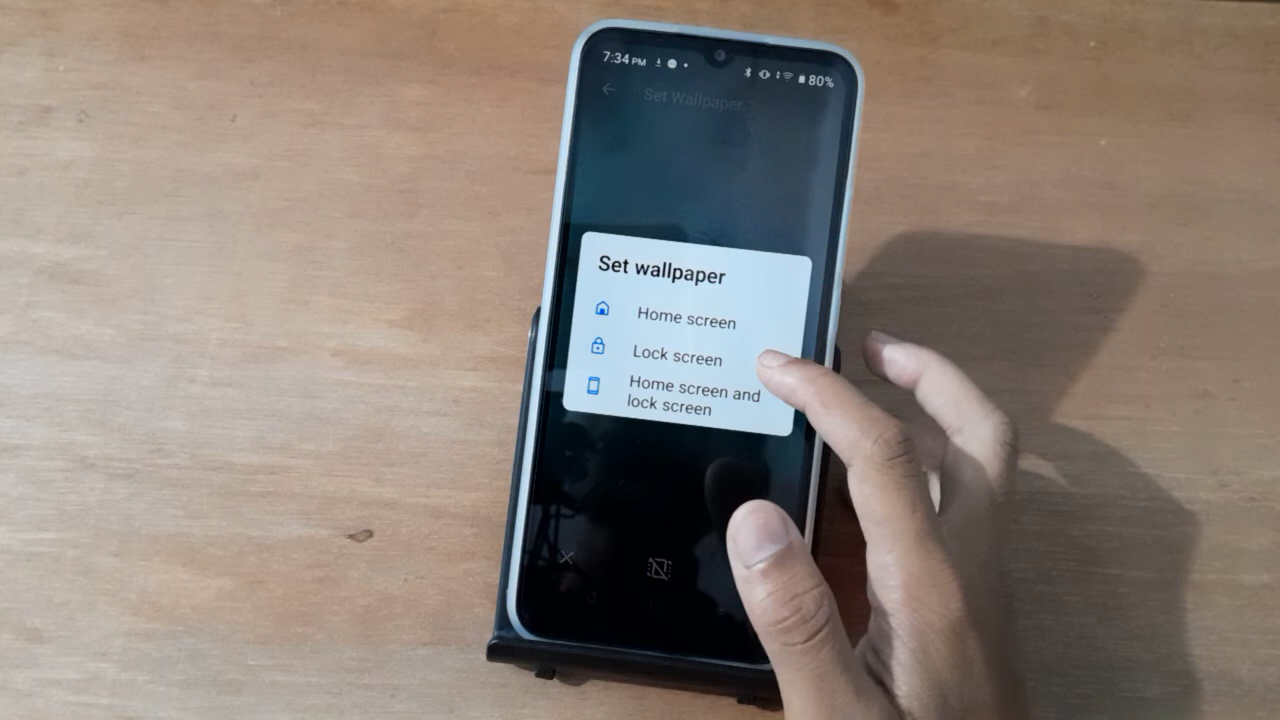 7:34 PM 80%
Set Wallpaper
Set wallpaper
Home screen
Lock screen
Home screen and
lock screen